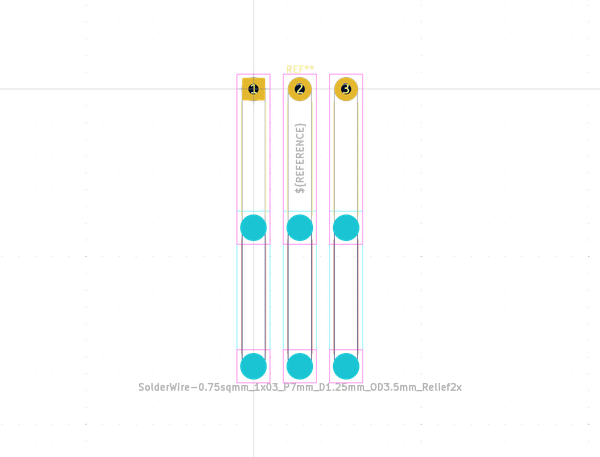 REF**
1 2 3
${REFERENCE}
SolderWire-0.75sqmm_1x03_P7mm_D1.25mm_OD3.5mm_Relief2x